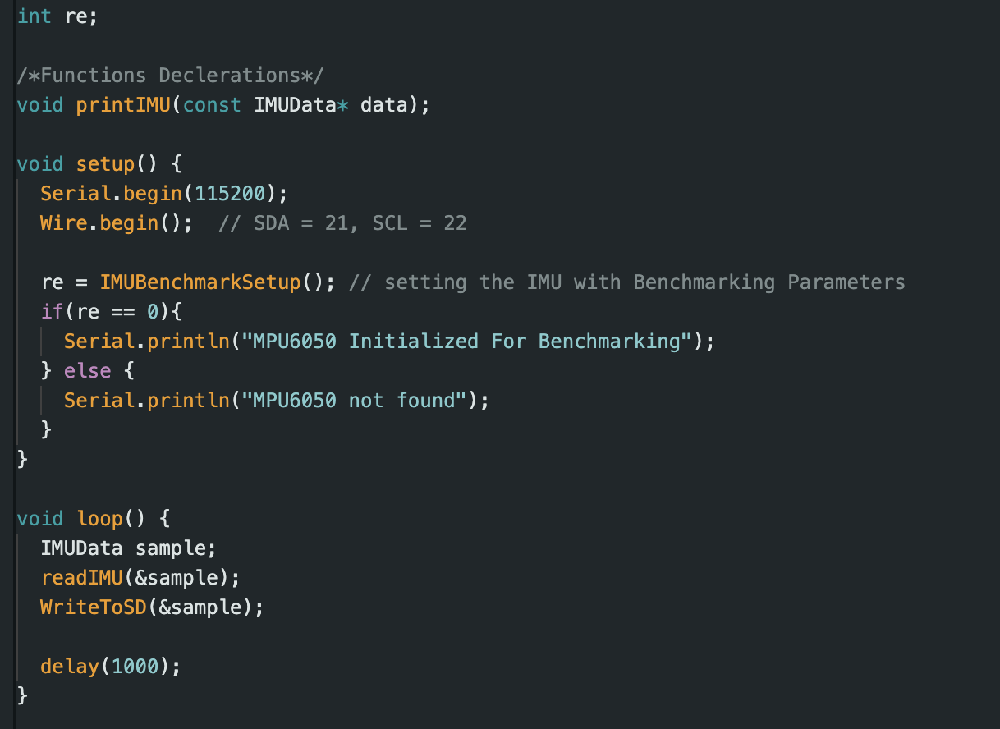 int re;
/*Functions Declerations*/
void printIMU(const IMUData* data);
void setup() {
Serial.begin(115200);
Wire.begin();  // SDA = 21, SCL = 22
re = IMUBenchmarkSetup(); // setting the IMU with Benchmarking Parameters
if(re == 0){
Serial.println("MPU6050 Initialized For Benchmarking");
} else {
Serial.println("MPU6050 not found");
}
}
void loop() {
IMUData sample;
readIMU(&sample);
WriteToSD(&sample);
delay(1000);
}